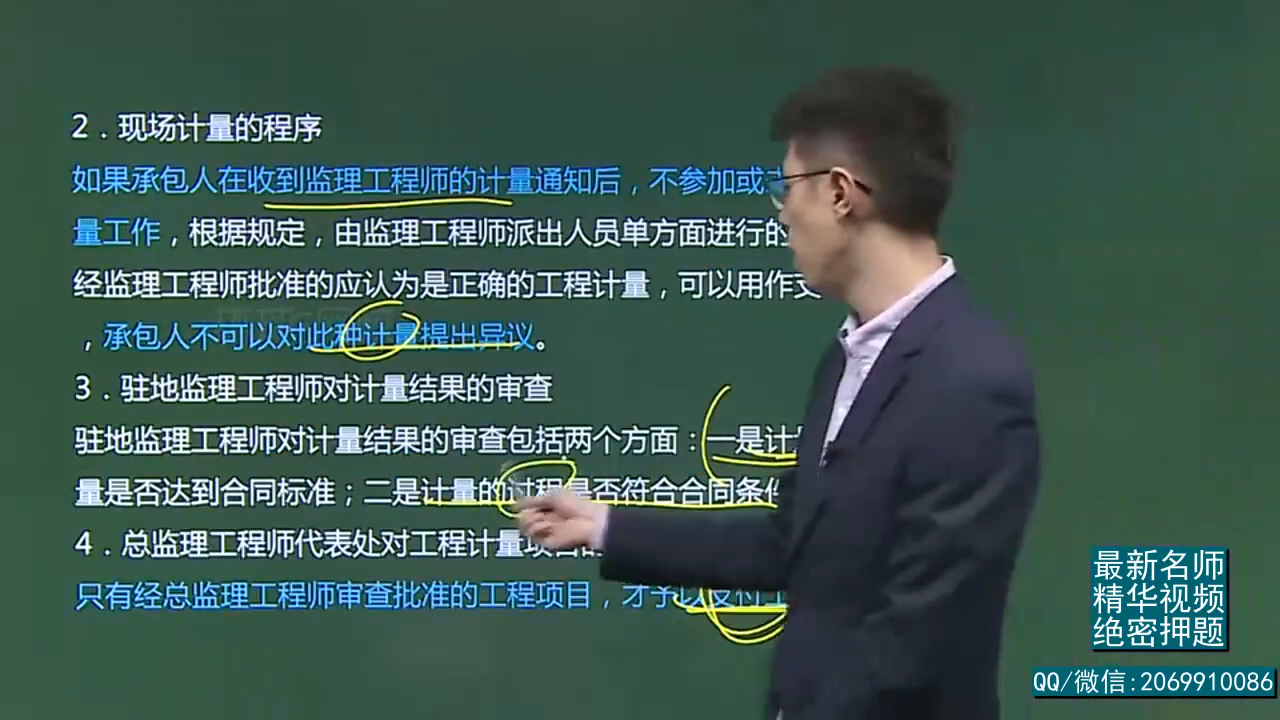 2．现场计量的程序
如果承包人在收到监理工程师的计量通知后，不参加或
量工作，根据规定，由监理工程师派出人员单方面进行的
经监理工程师批准的应认为是正确的工程计量，可以用作支
，承包人不可以对此种计量提出异议。
3．驻地监理工程师对计量结果的审查
驻地监理工程师对计量结果的审查包括两个方面：一是计
量是否达到合同标准；二是计量的过程是否符合合同条件
4．总监理工程师代表处对工程计量项目的
只有经总监理工程师审查批准的工程项目，才予以支付工
最新名师
精华视频
绝密押题
QQ/微信:2069910086